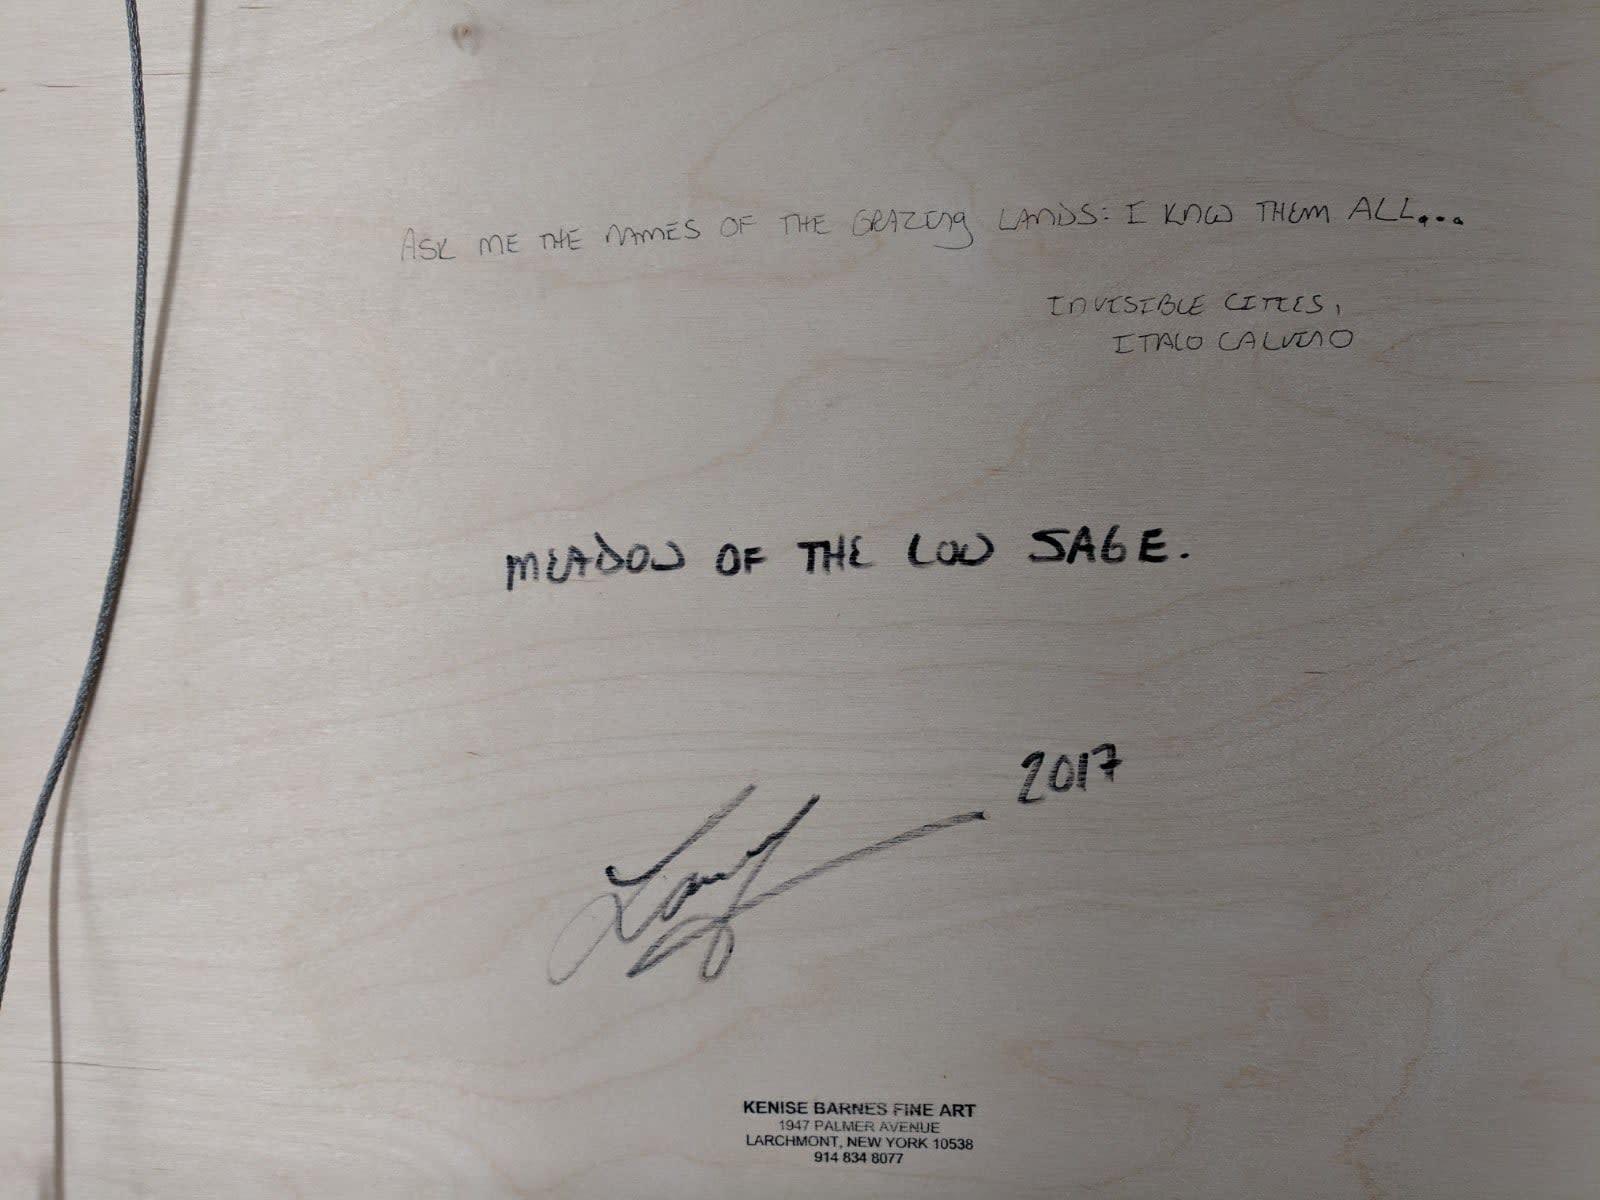 ASK ME THE NAMES OF THE GRAZING LANDS: I KNOW THEM ALL...
INVISIBLE CITIES,
ITALO CALVINO
MEADOW OF THE LOW SAGE.
2017
KENISE BARNES FINE ART
1947 PALMER AVENUE
LARCHMONT, NEW YORK 10538
914 834 8077